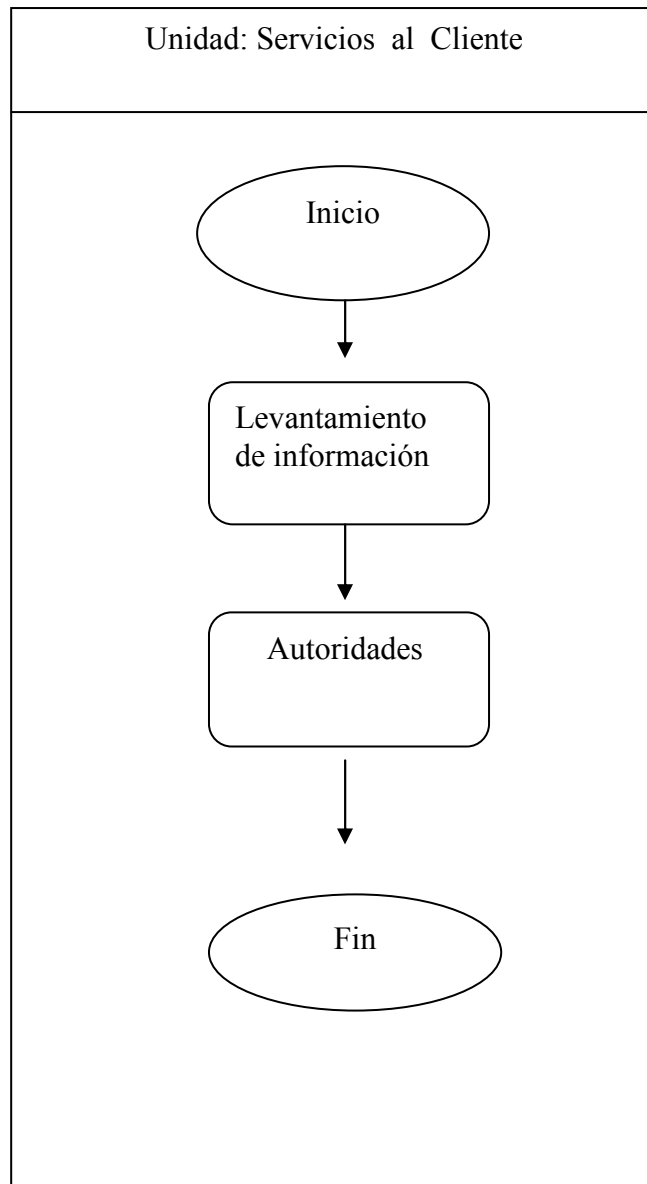 Unidad: Servicios al Cliente
Inicio
Levantamiento
de información
Autoridades
Fin